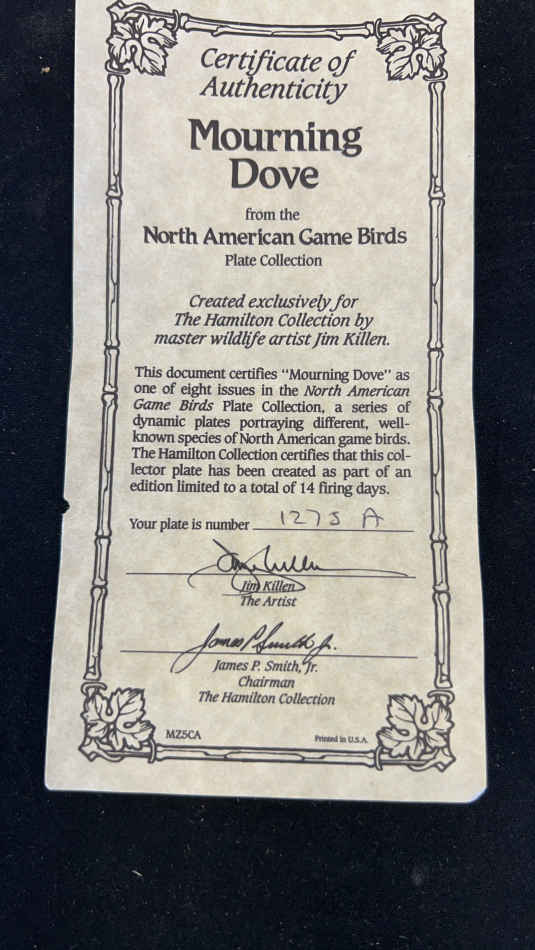 Certificate of
Authenticity
Mourning
Dove
from the
North American Game Birds
Plate Collection
Created exclusively for
The Hamilton Collection by
master wildlife artist Jim Killen.
This document certifies “Mourning Dove” as
one of eight issues in the North American
Game Birds Plate Collection, a series of
dynamic plates portraying different, well-
known species of North American game birds.
The Hamilton Collection certifies that this col-
lector plate has been created as part of an
edition limited to a total of 14 firing days.
Your plate is number 1275 A
Jim Killen
Jim Killen
The Artist
James P. Smith Jr.
James P. Smith, Jr.
Chairman
The Hamilton Collection
MZ5CA Printed in U.S.A.